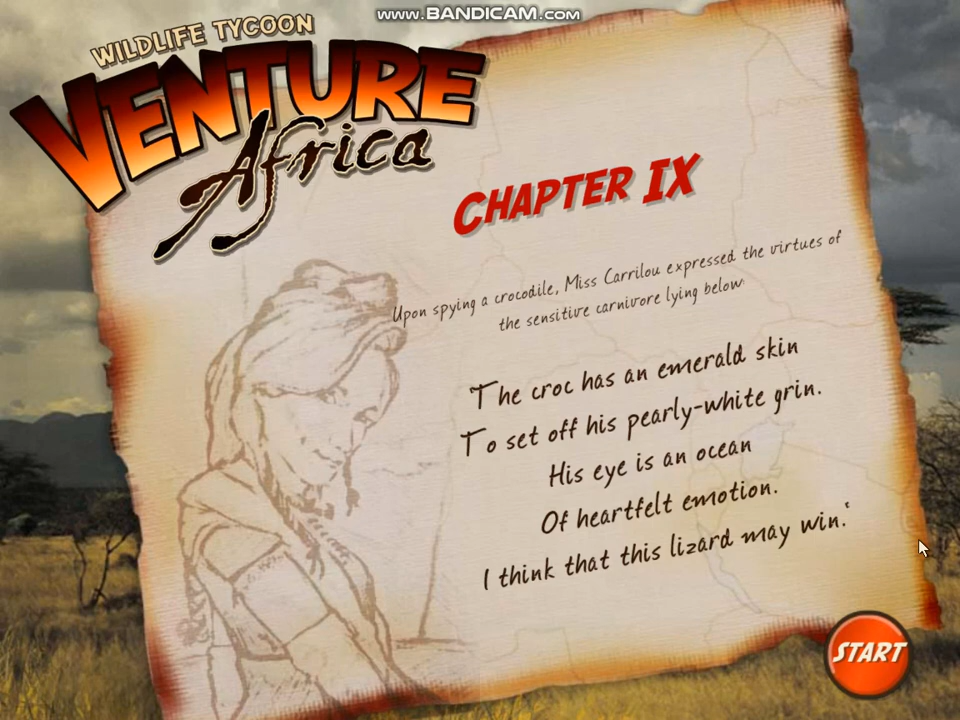 www.BANDICAM.com
WILDLIFE TYCOON
VENTURE
Africa
CHAPTER IX
Upon spying a crocodile, Miss Carrilou expressed the virtues of
the sensitive carnivore lying below:
The croc has an emerald skin
To set off his pearly-white grin.
His eye is an ocean
Of heartfelt emotion.
I think that this lizard may win."
START